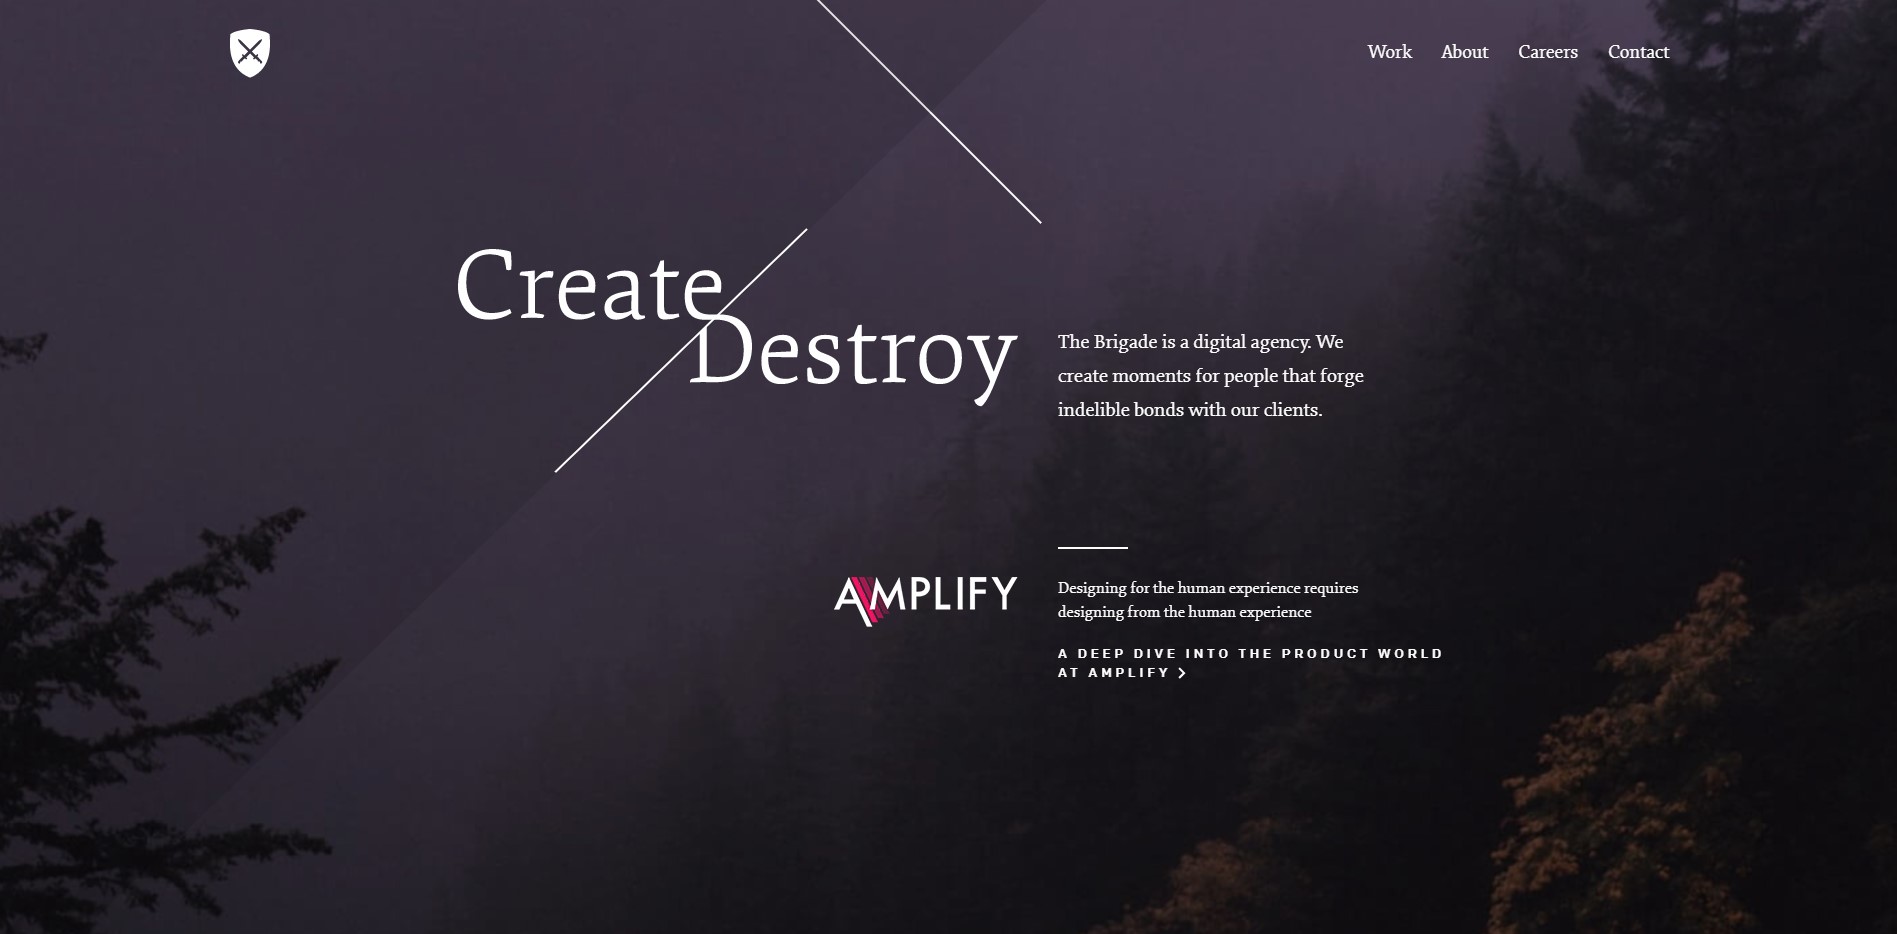 Work About Careers Contact
Create
Destroy
The Brigade is a digital agency. We
create moments for people that forge
indelible bonds with our clients.
AMPLIFY
Designing for the human experience requires
designing from the human experience
A DEEP DIVE INTO THE PRODUCT WORLD
AT AMPLIFY